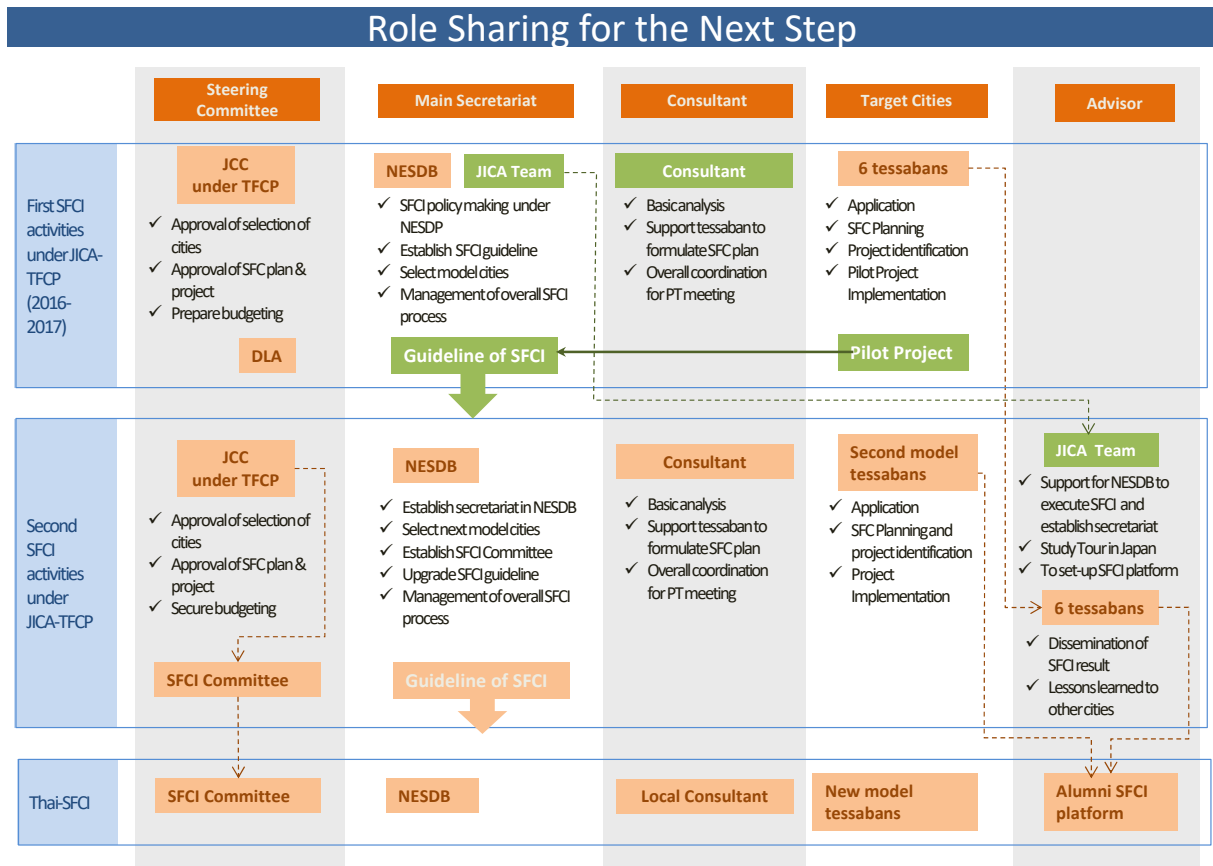 Role Sharing for the Next Step
Steering
Committee
Main Secretariat
Consultant
Target Cities
Advisor
First SFCI
activities
under JICA-
TFCP
(2016-
2017)
JCC
under TFCP
✓ Approval of selection of
cities
✓ Approval of SFC plan &
project
✓ Prepare budgeting
DLA
NESDB
JICA Team
✓ SFCI policy making under
NESDP
✓ Establish SFCI guideline
✓ Select model cities
✓ Management of overall SFCI
process
Guideline of SFCI
Consultant
✓ Basic analysis
✓ Support tessaban to
formulate SFC plan
✓ Overall coordination
for PT meeting
6 tessabans
✓ Application
✓ SFC Planning
✓ Project identification
✓ Pilot Project
Implementation
Pilot Project
Second
SFCI
activities
under
JICA-TFCP
JCC
under TFCP
✓ Approval of selection of
cities
✓ Approval of SFC plan &
project
✓ Secure budgeting
SFCI Committee
NESDB
✓ Establish secretariat in NESDB
✓ Select next model cities
✓ Establish SFCI Committee
✓ Upgrade SFCI guideline
✓ Management of overall SFCI
process
Guideline of SFCI
Consultant
✓ Basic analysis
✓ Support tessaban to
formulate SFC plan
✓ Overall coordination
for PT meeting
Second model
tessabans
✓ Application
✓ SFC Planning and
project identification
✓ Project
Implementation
JICA Team
✓ Support for NESDB to
execute SFCI and
establish secretariat
✓ Study Tour in Japan
✓ To set-up SFCI platform
6 tessabans
✓ Dissemination of
SFCI result
✓ Lessons learned to
other cities
Thai-SFCI
SFCI Committee
NESDB
Local Consultant
New model
tessabans
Alumni SFCI
platform